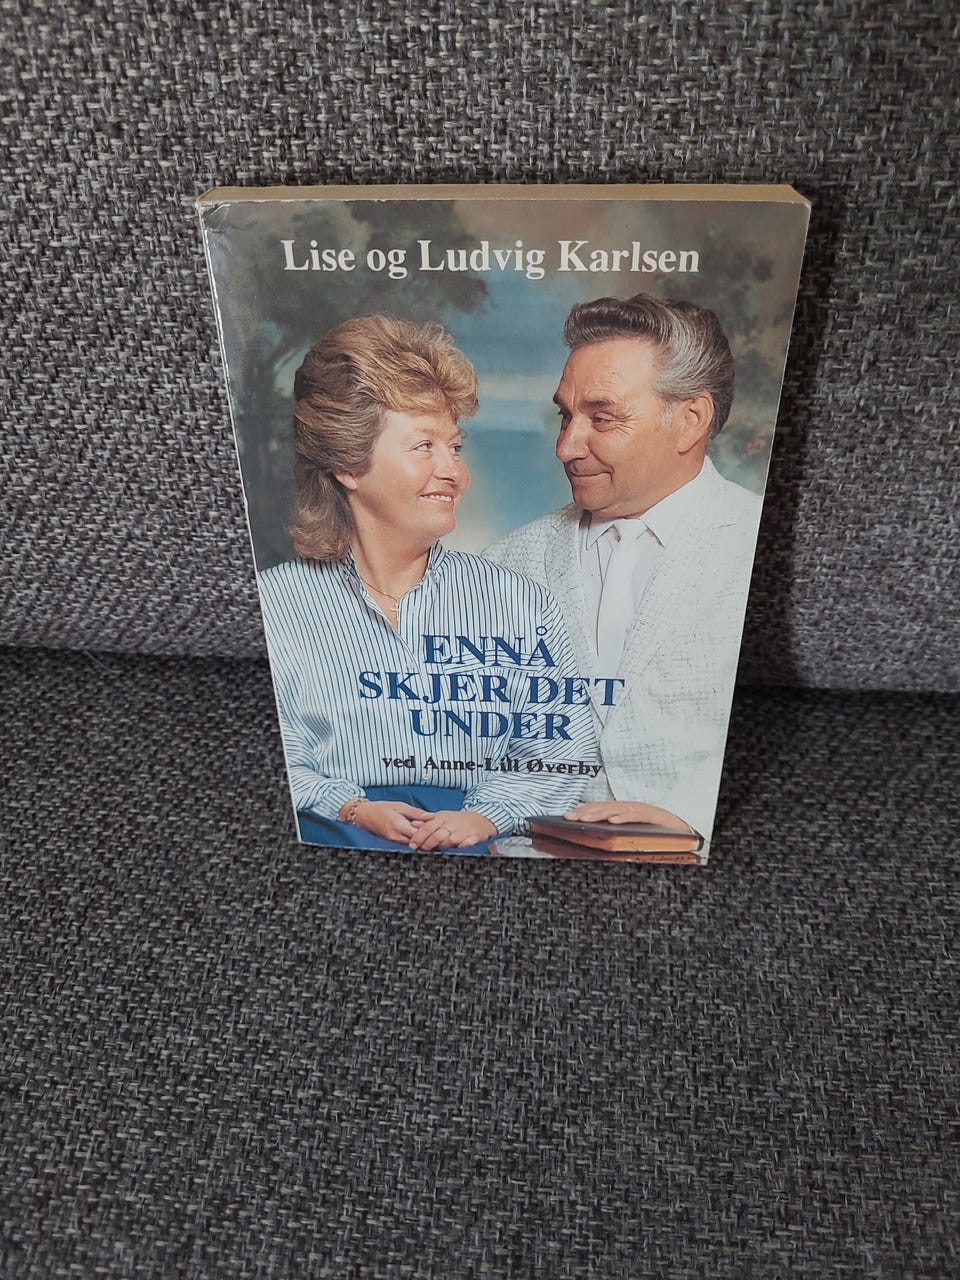 Lise og Ludvig Karlsen
ENNÅ
SKJER DET
UNDER
ved Anne-Lill Øverby